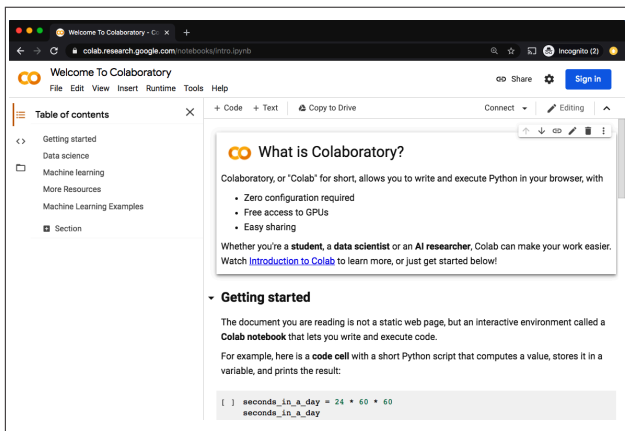 Welcome To Colaboratory - Co
colab.research.google.com/notebooks/intro.ipynb
Incognito (2)
Welcome To Colaboratory
File Edit View Insert Runtime Tools Help
Share
Sign in
Table of contents
+ Code + Text Copy to Drive
Connect
Editing
Getting started
Data science
Machine learning
More Resources
Machine Learning Examples
Section
What is Colaboratory?
Colaboratory, or "Colab" for short, allows you to write and execute Python in your browser, with
• Zero configuration required
• Free access to GPUs
• Easy sharing
Whether you're a student, a data scientist or an AI researcher, Colab can make your work easier.
Watch Introduction to Colab to learn more, or just get started below!
Getting started
The document you are reading is not a static web page, but an interactive environment called a
Colab notebook that lets you write and execute code.
For example, here is a code cell with a short Python script that computes a value, stores it in a
variable, and prints the result:
[ ] seconds_in_a_day = 24 * 60 * 60
seconds_in_a_day